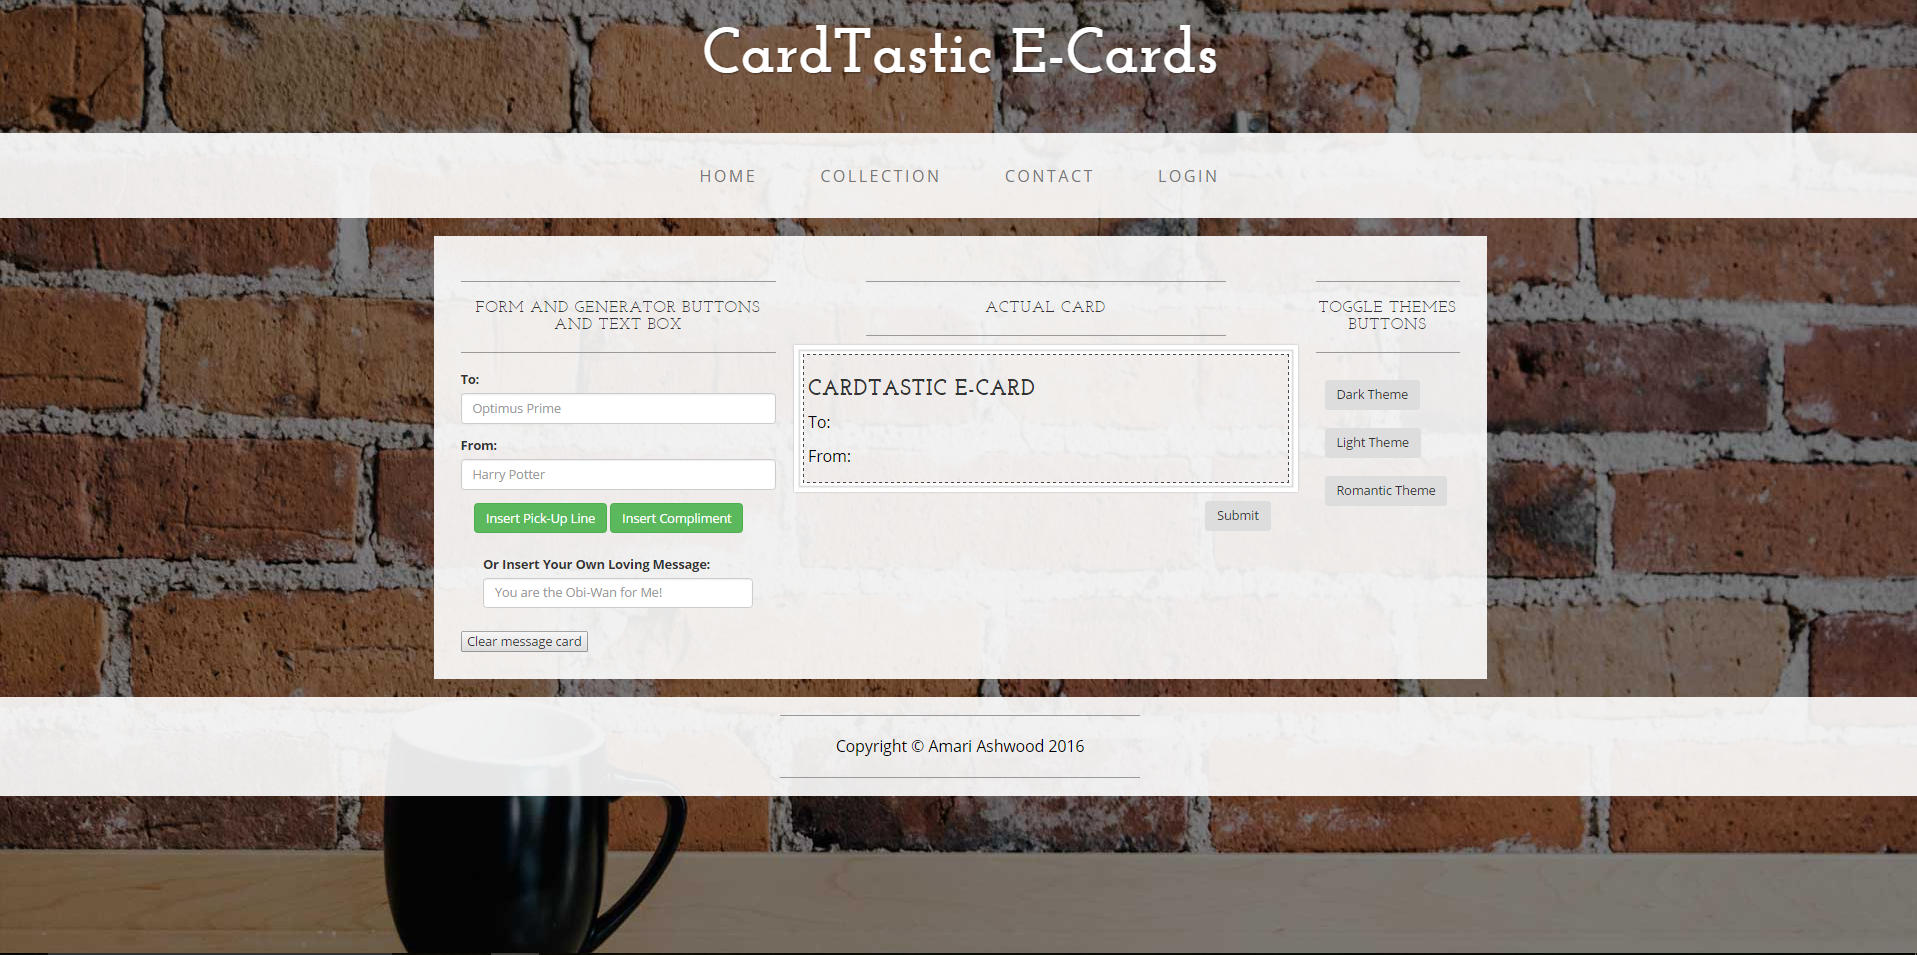 CardTastic E-Cards
HOME COLLECTION CONTACT LOGIN
FORM AND GENERATOR BUTTONS
AND TEXT BOX
To:
Optimus Prime
From:
Harry Potter
Insert Pick-Up Line Insert Compliment
Or Insert Your Own Loving Message:
You are the Obi-Wan for Me!
Clear message card
ACTUAL CARD
CARDTASTIC E-CARD
To:
From:
Submit
TOGGLE THEMES
BUTTONS
Dark Theme
Light Theme
Romantic Theme
Copyright © Amari Ashwood 2016